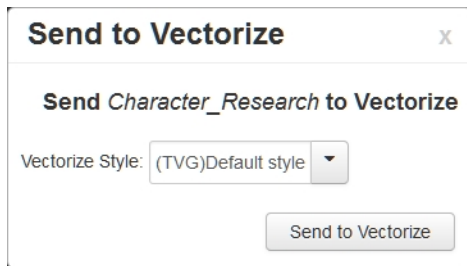 Send to Vectorize x
Send Character_Research to Vectorize
Vectorize Style: (TVG)Default style
Send to Vectorize